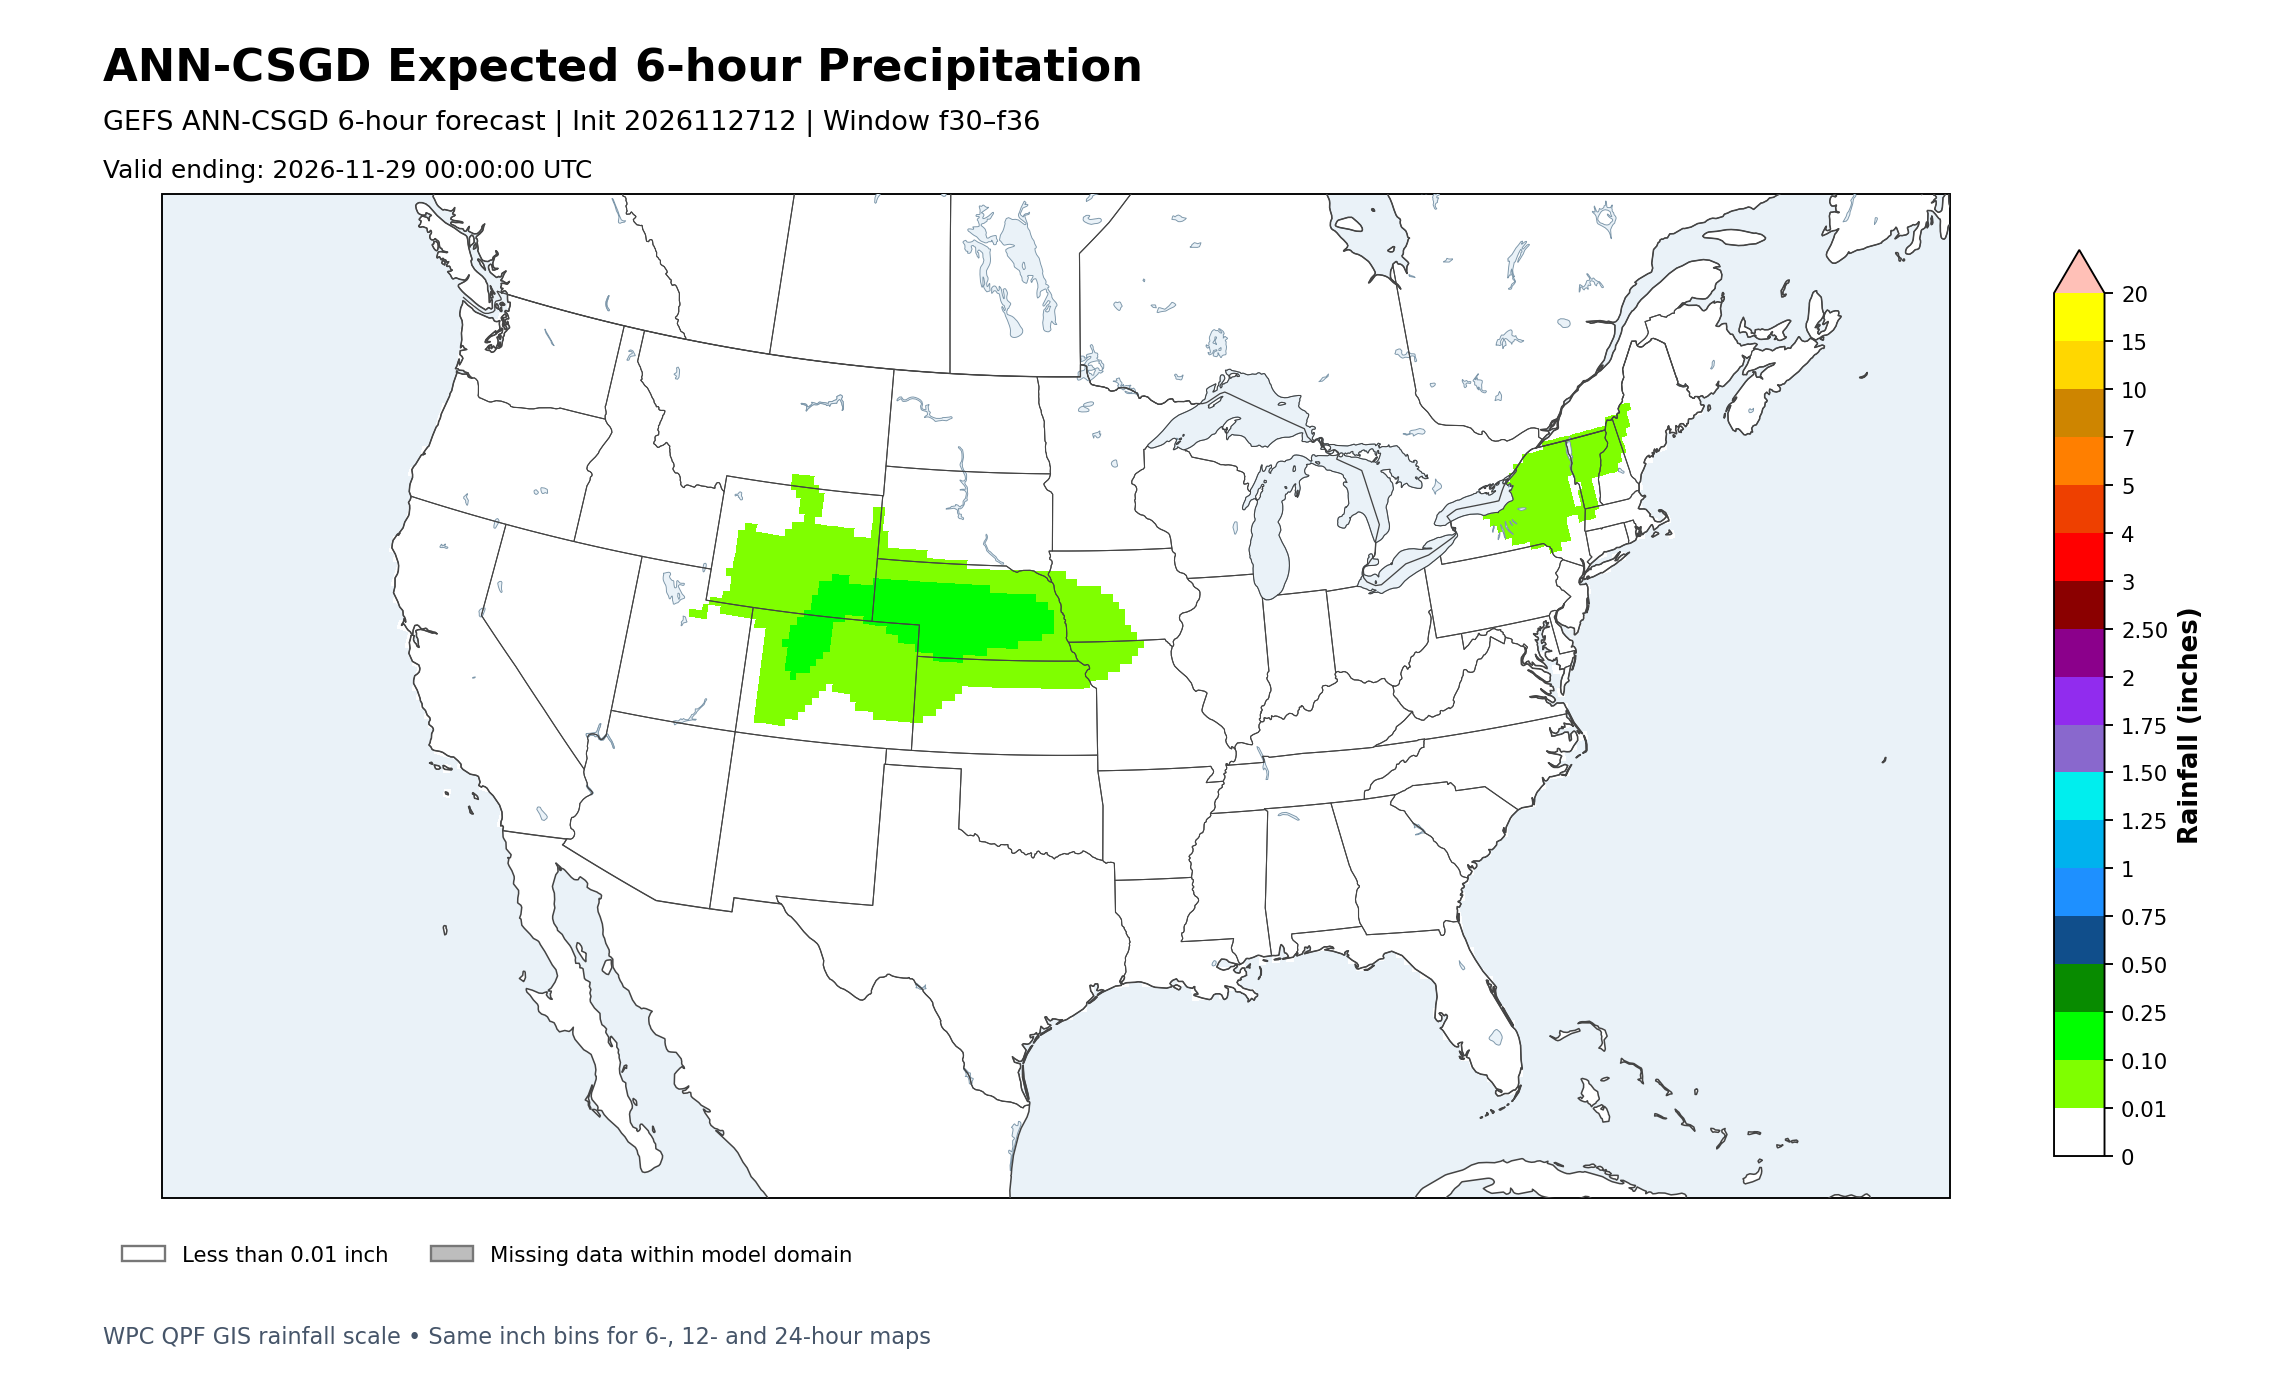 ANN-CSGD Expected 6-hour Precipitation
GEFS ANN-CSGD 6-hour forecast | Init 2026112712 | Window f30–f36
Valid ending: 2026-11-29 00:00:00 UTC
20
15
10
7
5
4
3
2.50
2
1.75
1.50
1.25
1
0.75
0.50
0.25
0.10
0.01
0
Rainfall (inches)
Less than 0.01 inch
Missing data within model domain
WPC QPF GIS rainfall scale • Same inch bins for 6-, 12- and 24-hour maps